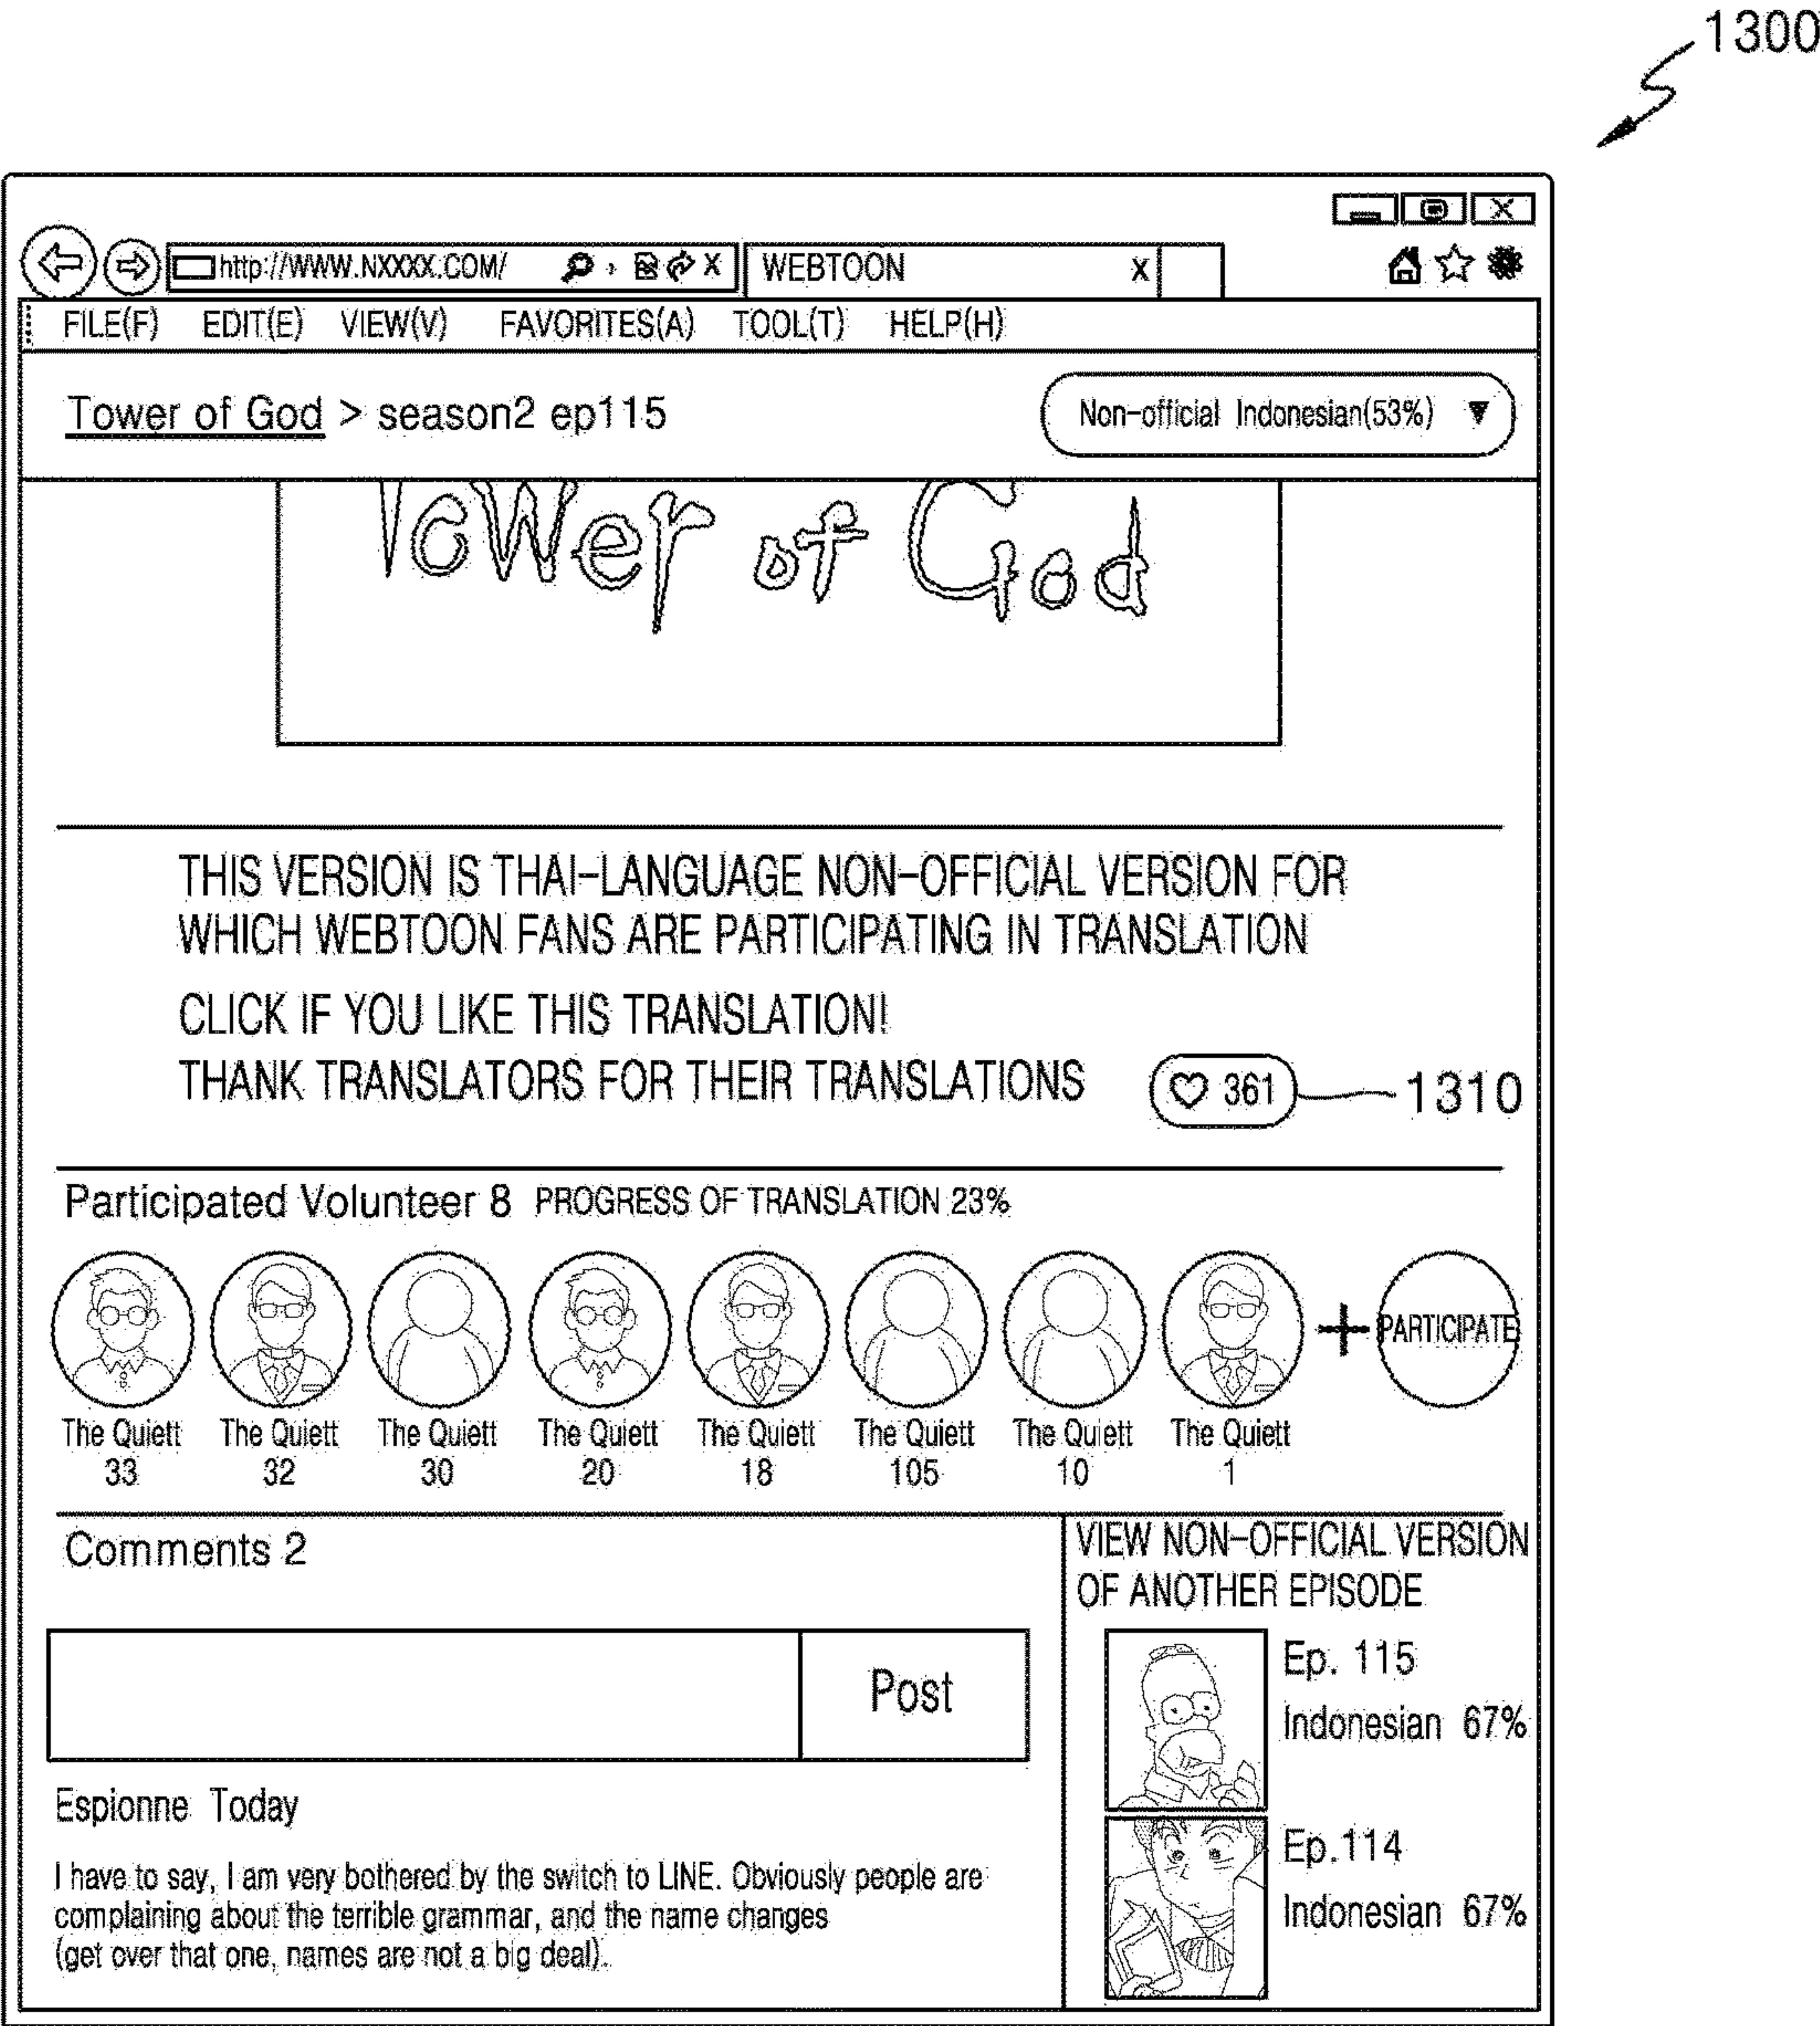 1300
http://WWW.NXXXX.COM/ X WEBTOON X
FILE(F) EDIT(E) VIEW(V) FAVORITES(A) TOOL(T) HELP(H)
Tower of God > season2 ep115 Non-official Indonesian(53%) ▼
Tower of God
THIS VERSION IS THAI-LANGUAGE NON-OFFICIAL VERSION FOR
WHICH WEBTOON FANS ARE PARTICIPATING IN TRANSLATION
CLICK IF YOU LIKE THIS TRANSLATION!
THANK TRANSLATORS FOR THEIR TRANSLATIONS ♡ 361 1310
Participated Volunteer 8 PROGRESS OF TRANSLATION 23%
+ PARTICIPATE
The Quiett The Quiett The Quiett The Quiett The Quiett The Quiett The Quiett The Quiett
33 32 30 20 18 105 10 1
Comments 2
Post
Espionne Today
I have to say, I am very bothered by the switch to LINE. Obviously people are
complaining about the terrible grammar, and the name changes
(get over that one, names are not a big deal).
VIEW NON-OFFICIAL VERSION
OF ANOTHER EPISODE
Ep. 115
Indonesian 67%
Ep.114
Indonesian 67%